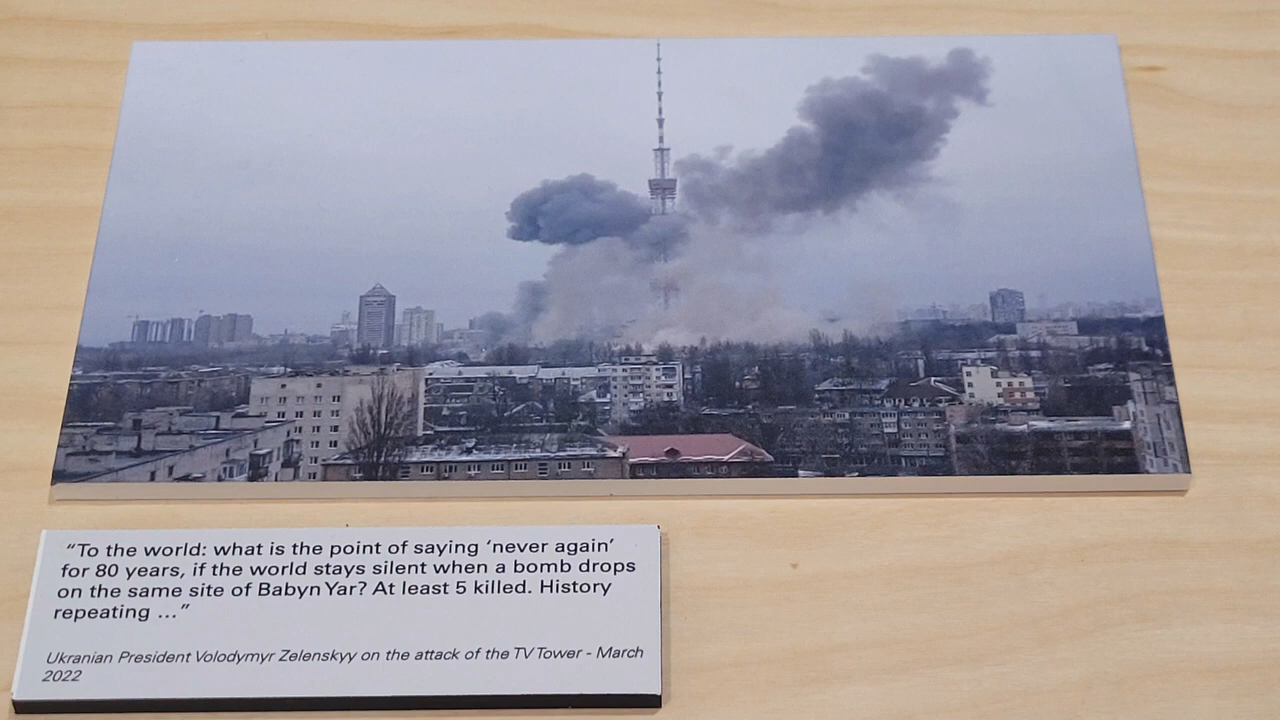 “To the world: what is the point of saying ‘never again’
for 80 years, if the world stays silent when a bomb drops
on the same site of Babyn Yar? At least 5 killed. History
repeating ...”
Ukranian President Volodymyr Zelenskyy on the attack of the TV Tower - March
2022